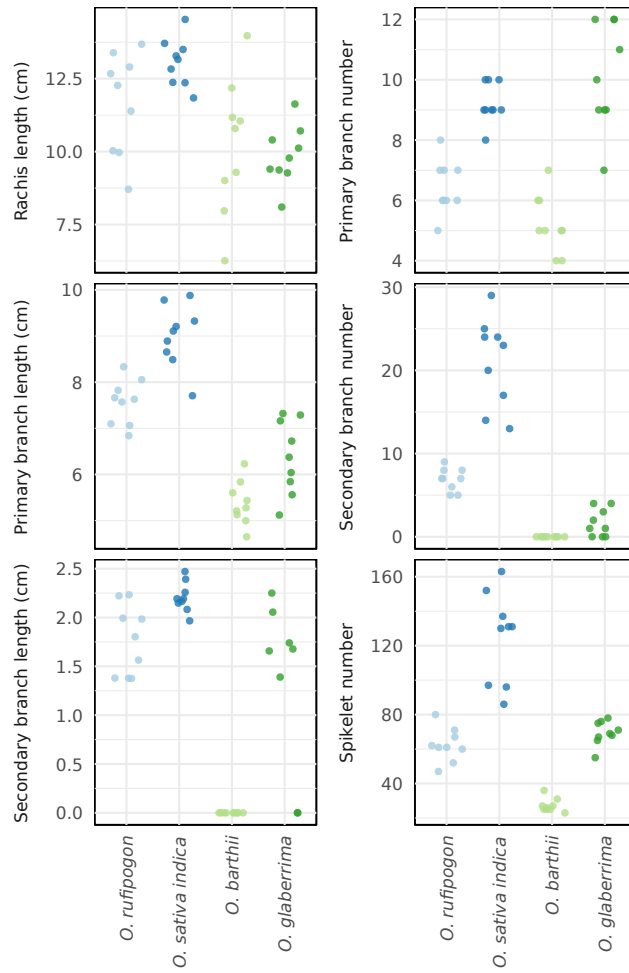 Rachis length (cm)
12.5
10.0
7.5
Primary branch number
12
10
8
6
4
Primary branch length (cm)
10
8
6
Secondary branch number
30
20
10
0
Secondary branch length (cm)
2.5
2.0
1.5
1.0
0.5
0.0
Spikelet number
160
120
80
40
O. rufipogon
O. sativa indica
O. barthii
O. glaberrima
O. rufipogon
O. sativa indica
O. barthii
O. glaberrima